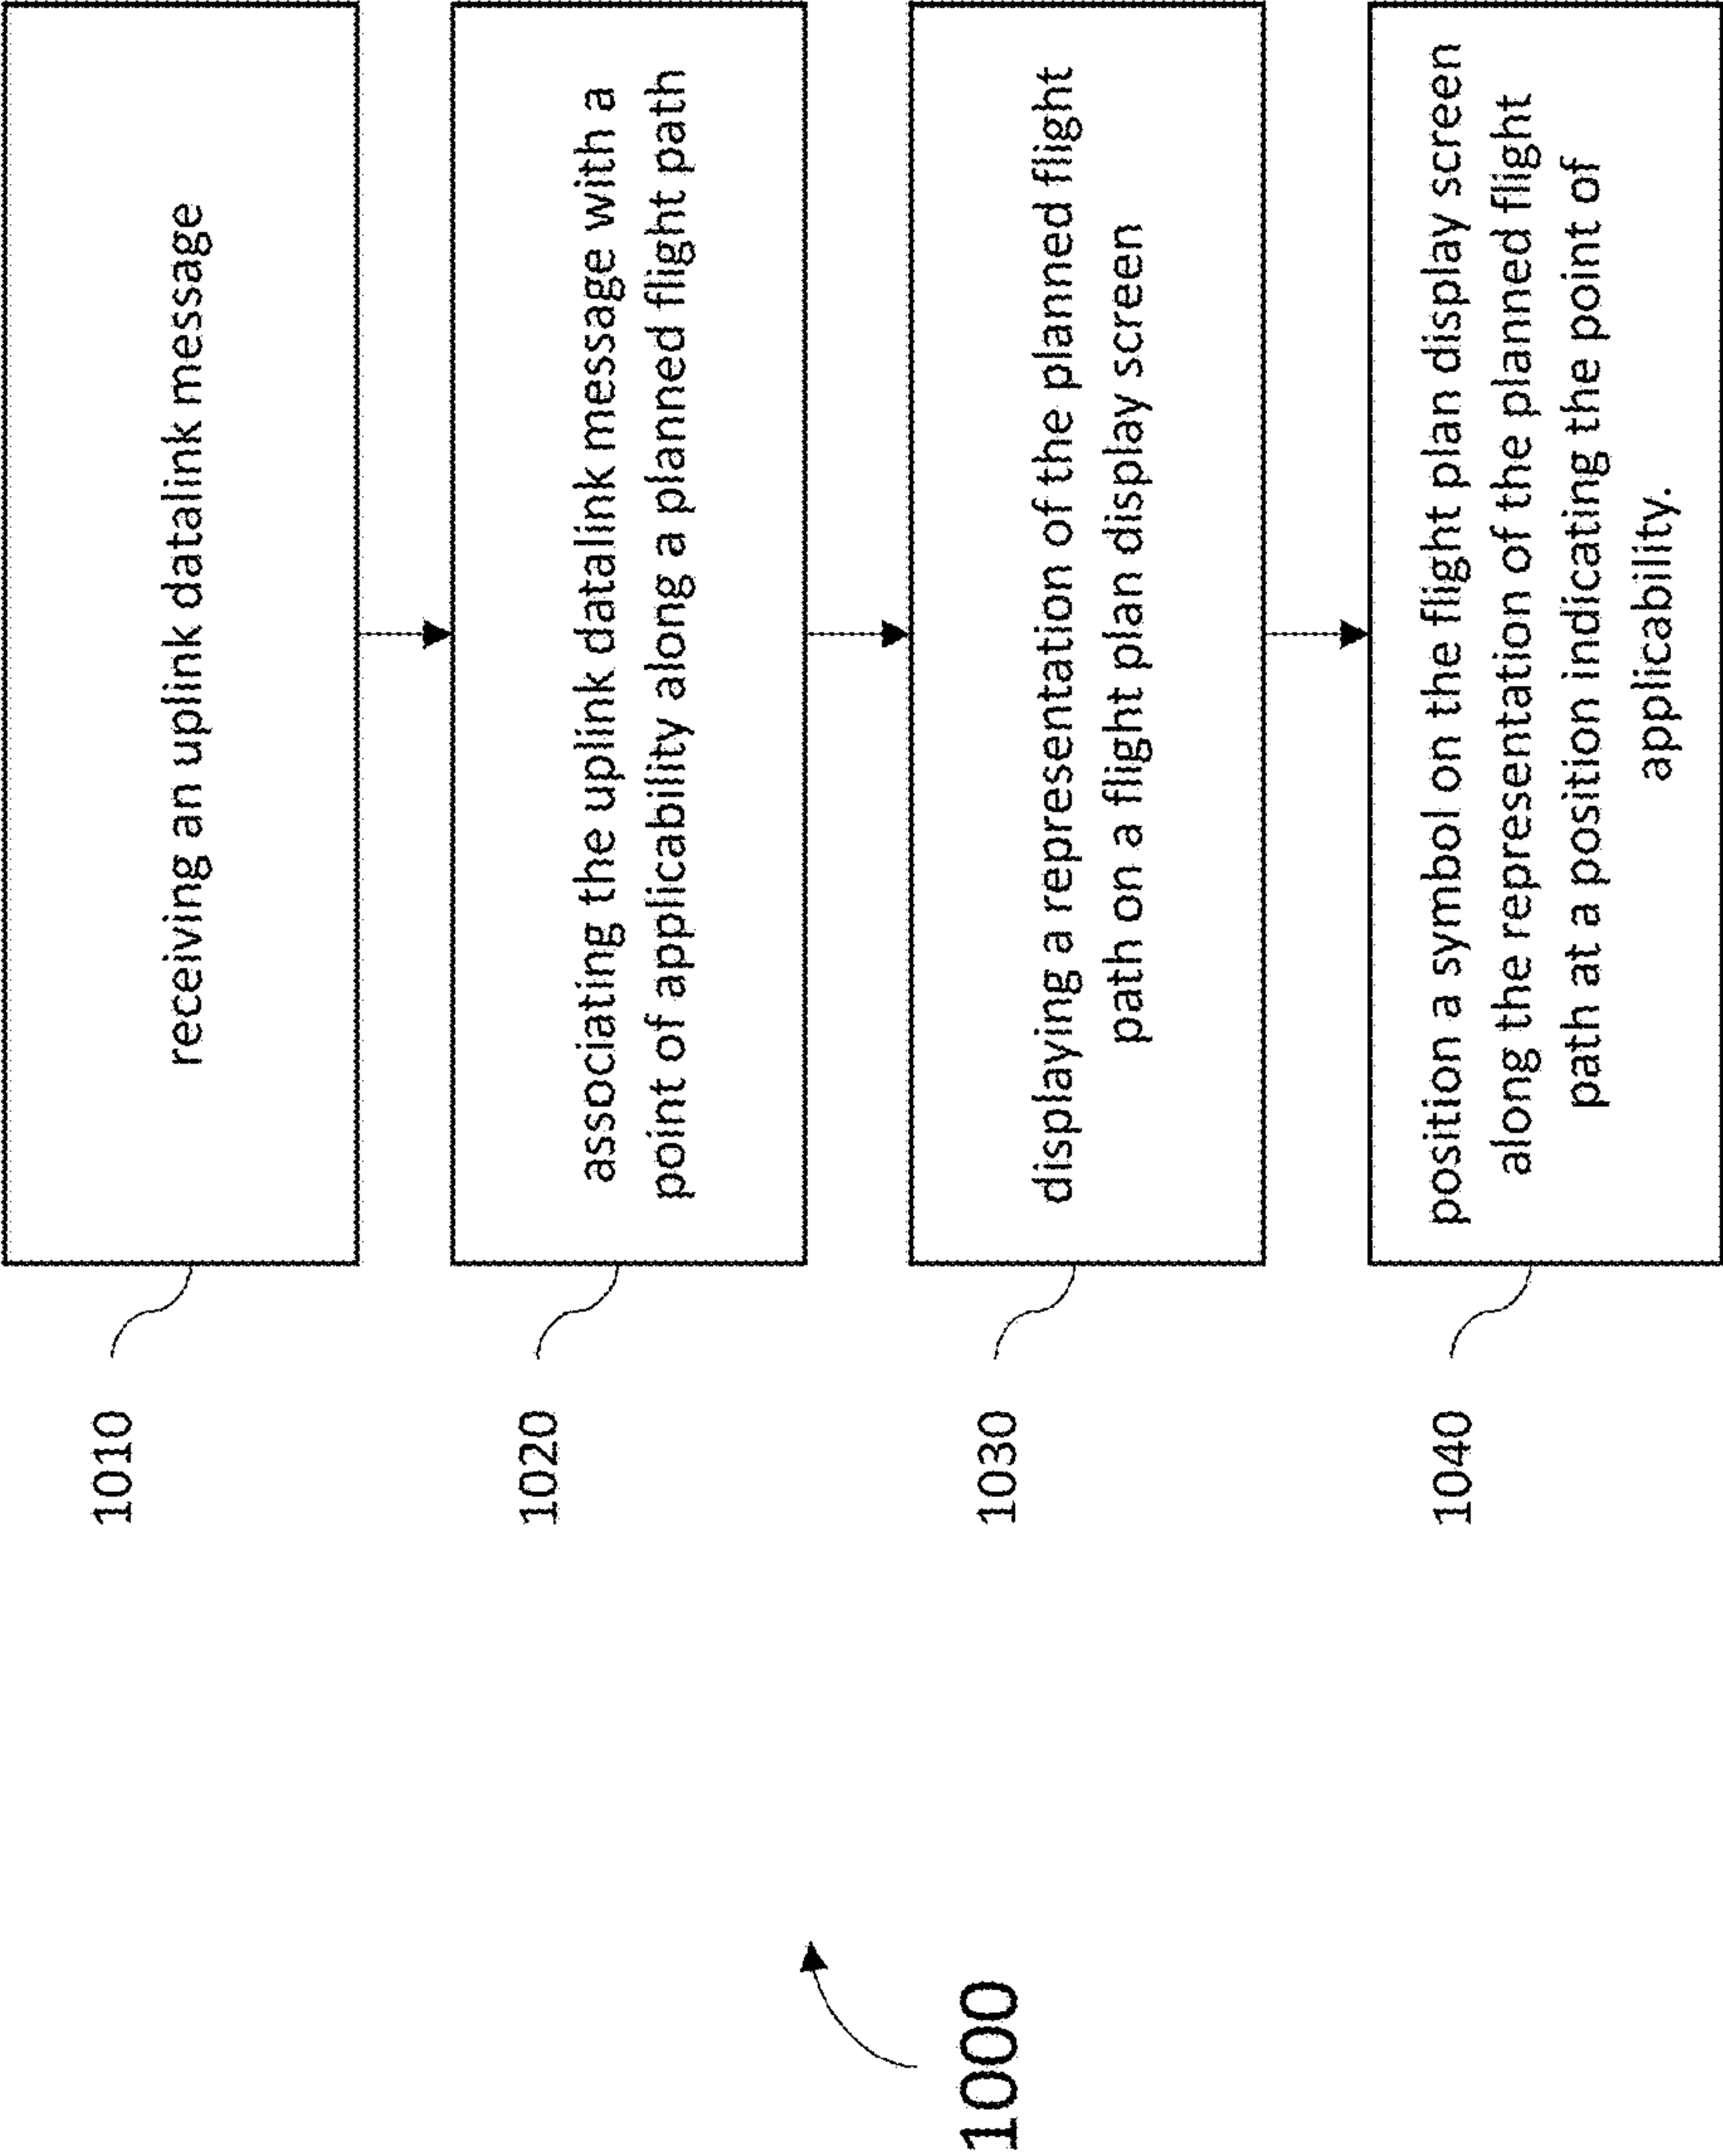 1000
1010
receiving an uplink datalink message
1020
associating the uplink datalink message with a
point of applicability along a planned flight path
1030
displaying a representation of the planned flight
path on a flight plan display screen
1040
position a symbol on the flight plan display screen
along the representation of the planned flight
path at a position indicating the point of
applicability.